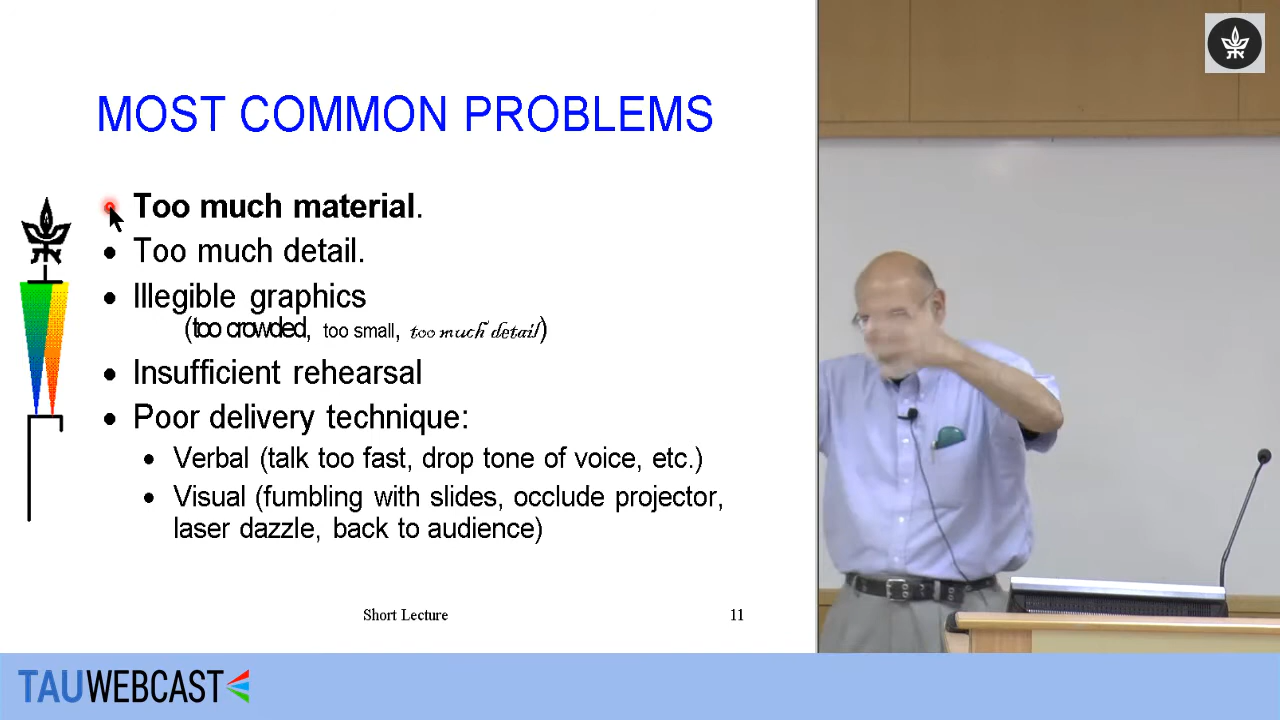 MOST COMMON PROBLEMS
Too much material.
Too much detail.
Illegible graphics
(too crowded, too small, too much detail)
Insufficient rehearsal
Poor delivery technique:
Verbal (talk too fast, drop tone of voice, etc.)
Visual (fumbling with slides, occlude projector,
laser dazzle, back to audience)
Short Lecture 11
TAUWEBCAST